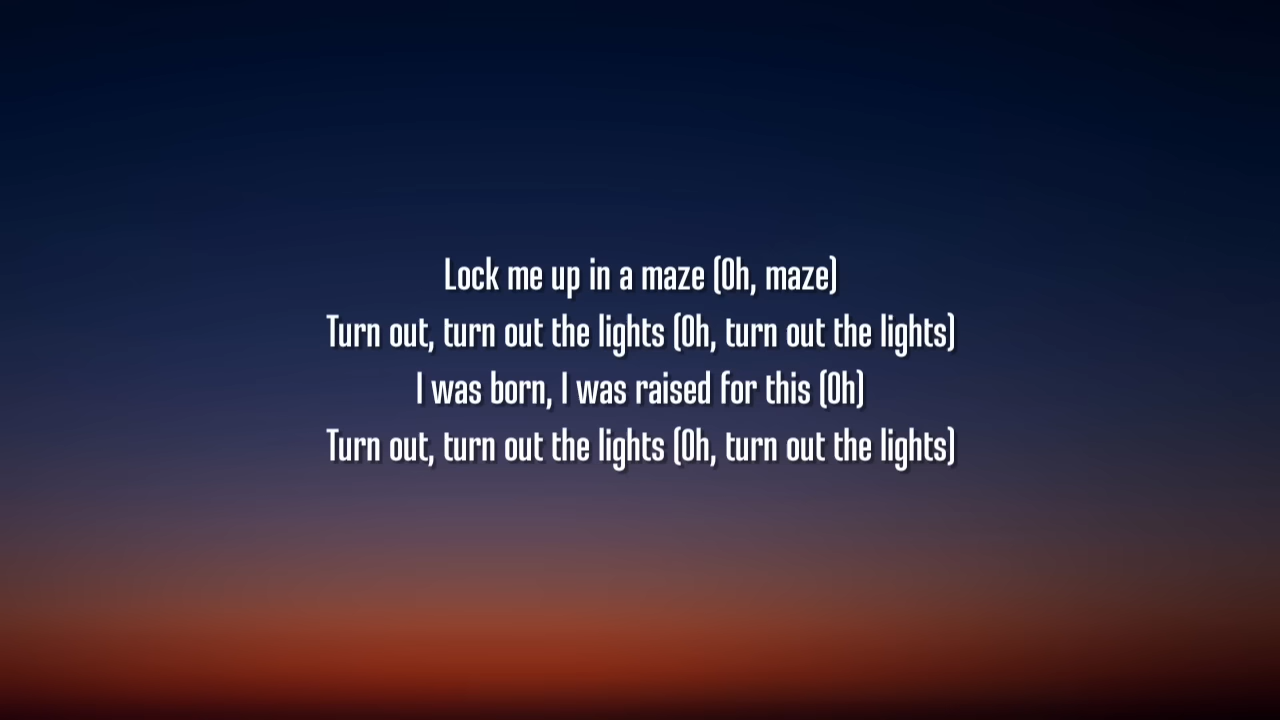 Lock me up in a maze (Oh, maze)
Turn out, turn out the lights (Oh, turn out the lights)
I was born, I was raised for this (Oh)
Turn out, turn out the lights (Oh, turn out the lights)